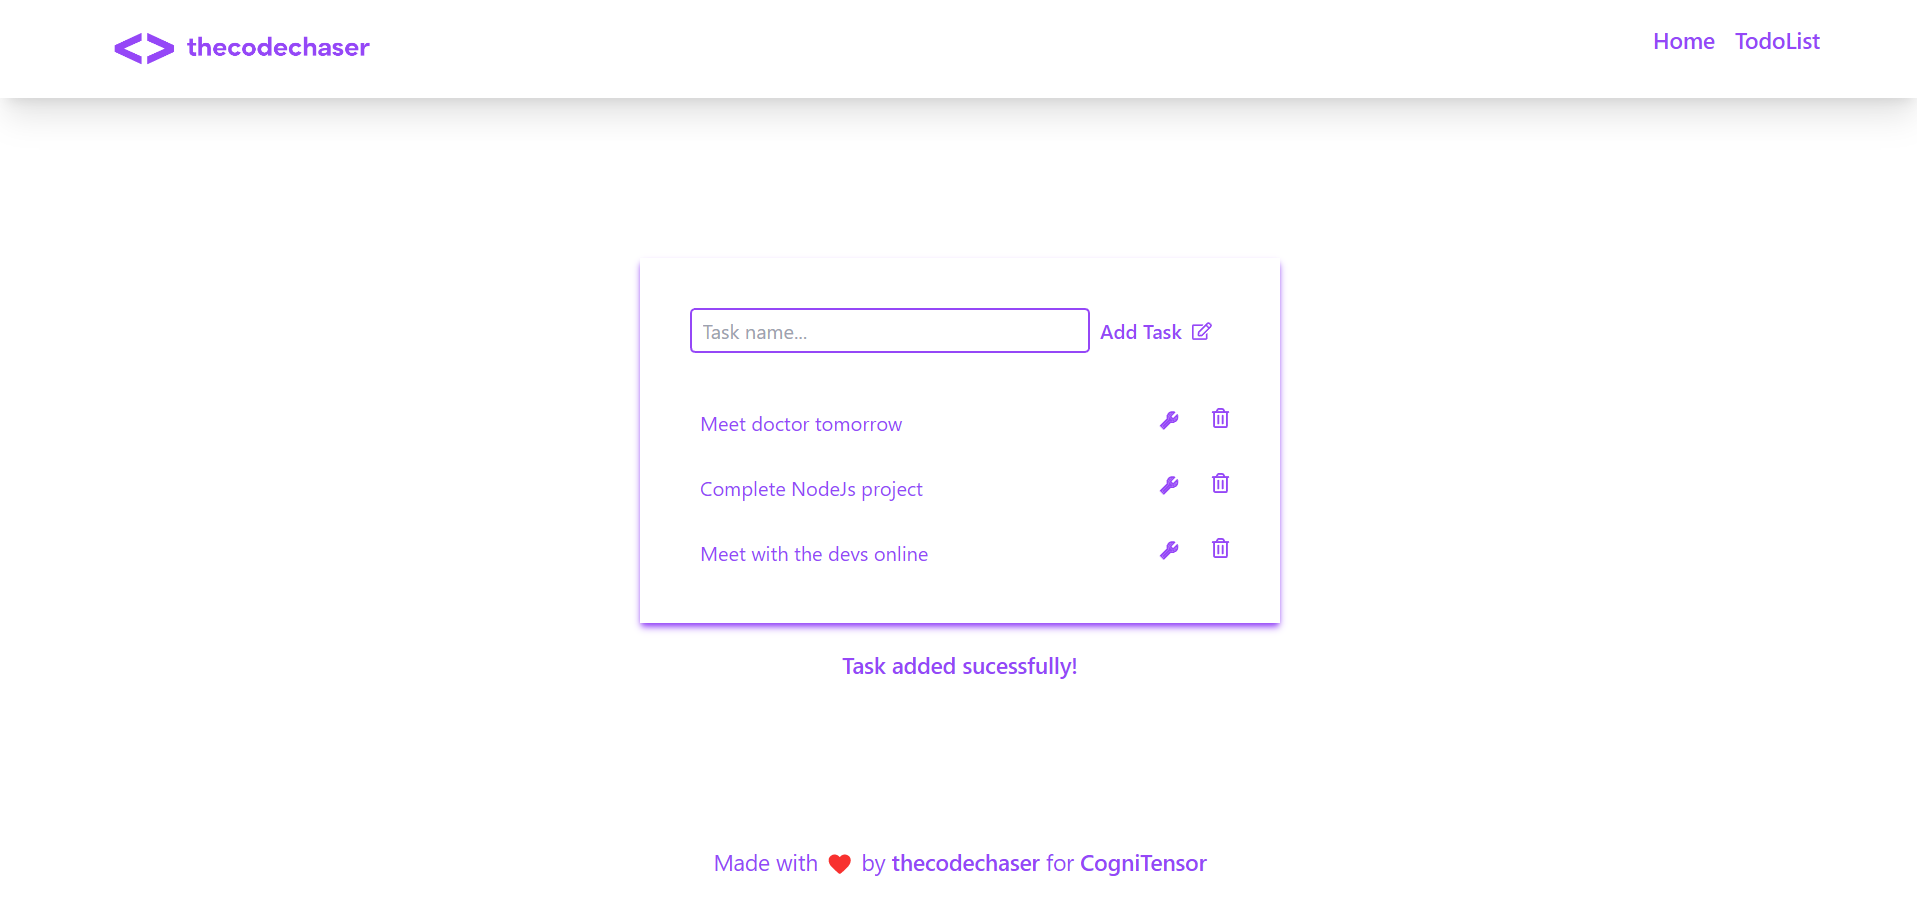 <> thecodechaser
Home TodoList
Task name...
Add Task
Meet doctor tomorrow
Complete NodeJs project
Meet with the devs online
Task added sucessfully!
Made with ❤ by thecodechaser for CogniTensor